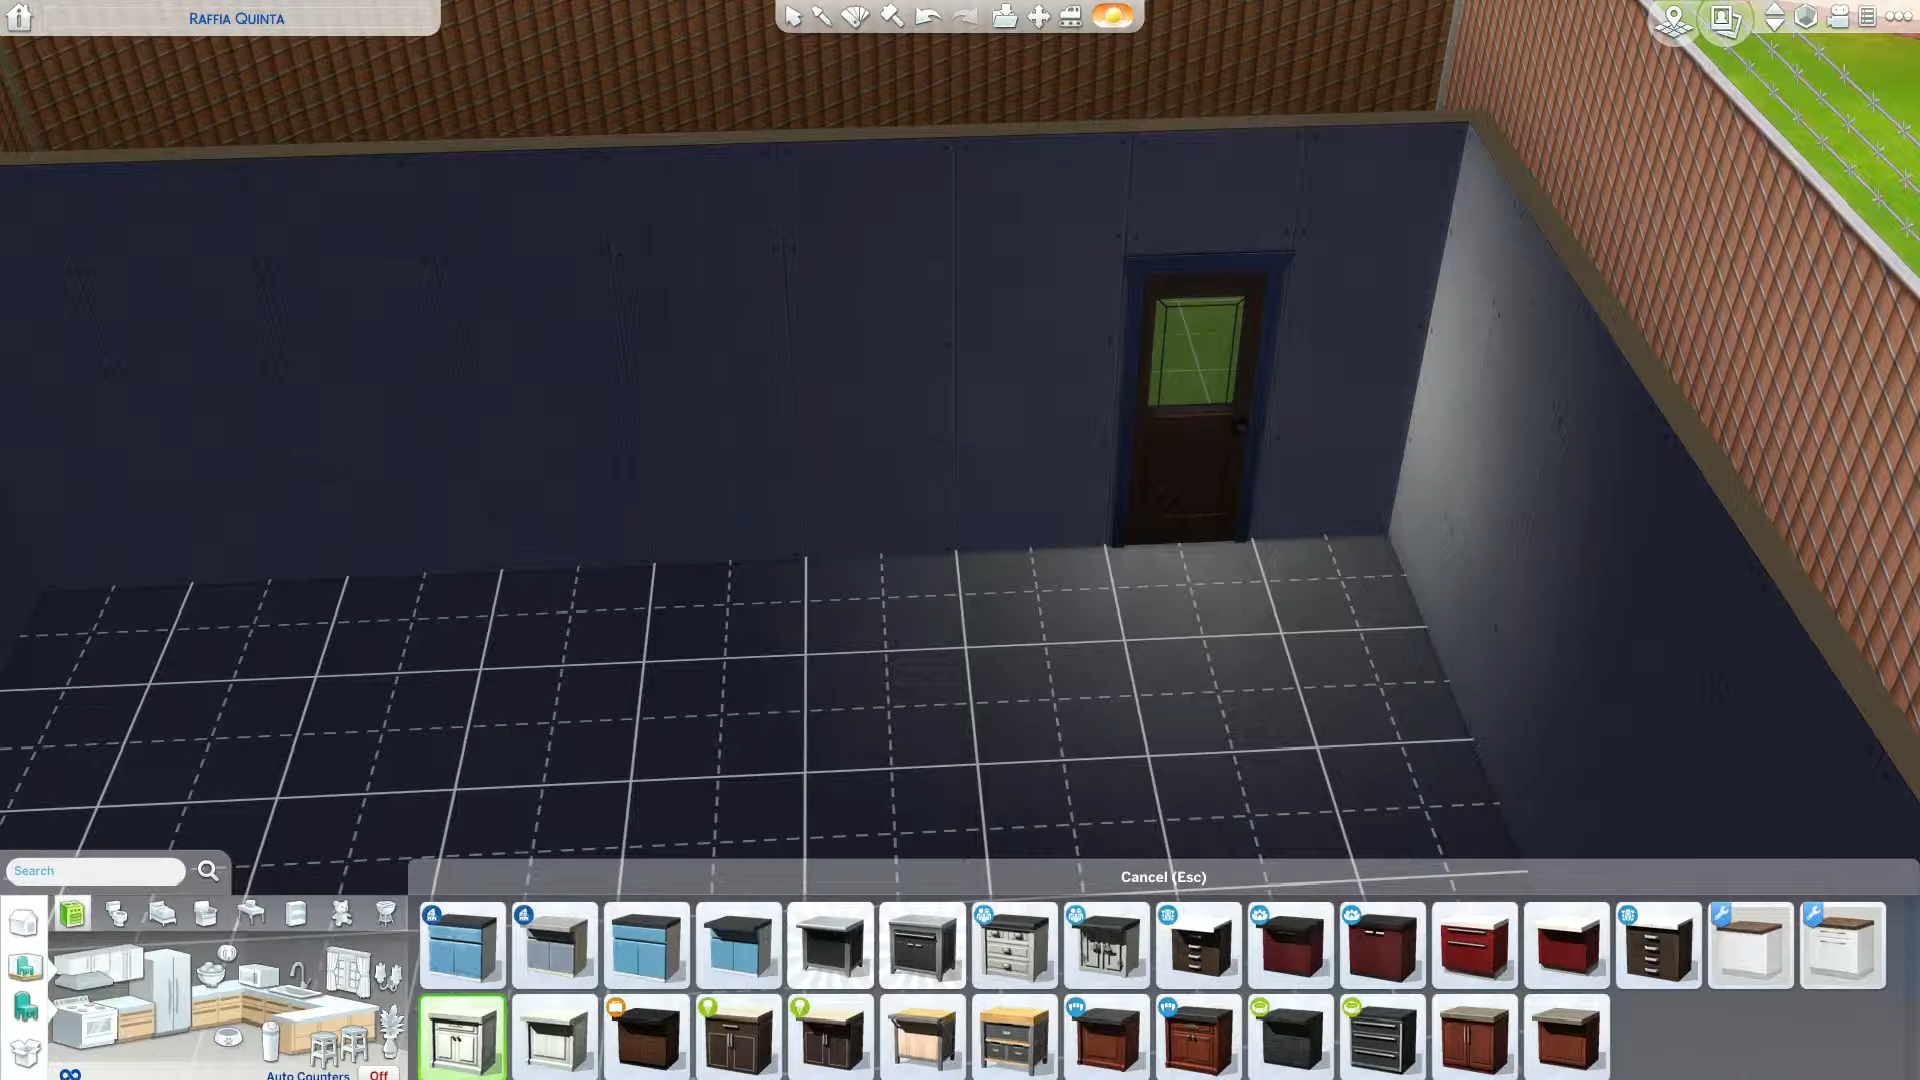 RAFFIA QUINTA
Search
Cancel (Esc)
Auto Counters
Off